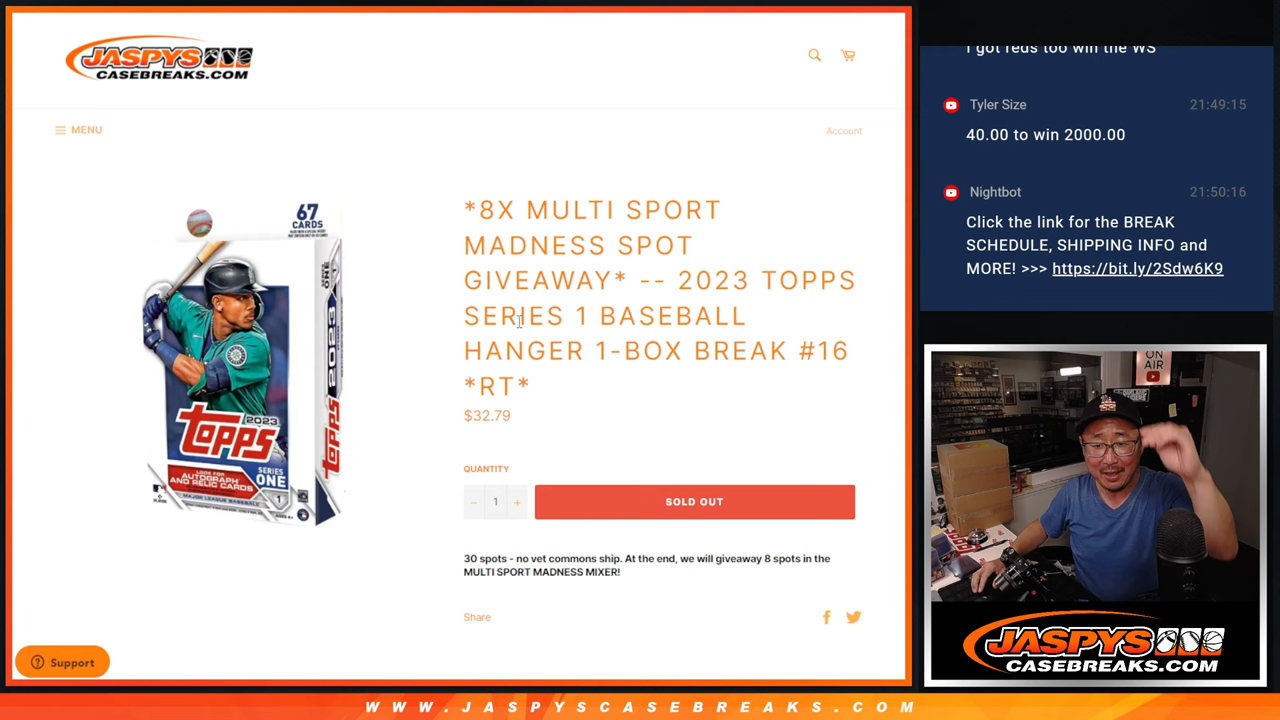 JASPYS
CASEBREAKS.COM
MENU
Account
67
CARDS
SERIES ONE
2023
topps
2023
topps
SERIES
ONE
LOOK FOR
AUTOGRAPH
AND RELIC CARDS
MAJOR LEAGUE BASEBALL
*8X MULTI SPORT
MADNESS SPOT
GIVEAWAY* -- 2023 TOPPS
SERIES 1 BASEBALL
HANGER 1-BOX BREAK #16
*RT*
$32.79
QUANTITY
− 1 +
SOLD OUT
30 spots - no vet commons ship. At the end, we will giveaway 8 spots in the
MULTI SPORT MADNESS MIXER!
Share
Support
I got reds too win the WS
Tyler Size 21:49:15
40.00 to win 2000.00
Nightbot 21:50:16
Click the link for the BREAK
SCHEDULE, SHIPPING INFO and
MORE! >>> https://bit.ly/2Sdw6K9
ON
AIR
JASPYS
CASEBREAKS.COM
WWW.JASPYSCASEBREAKS.COM